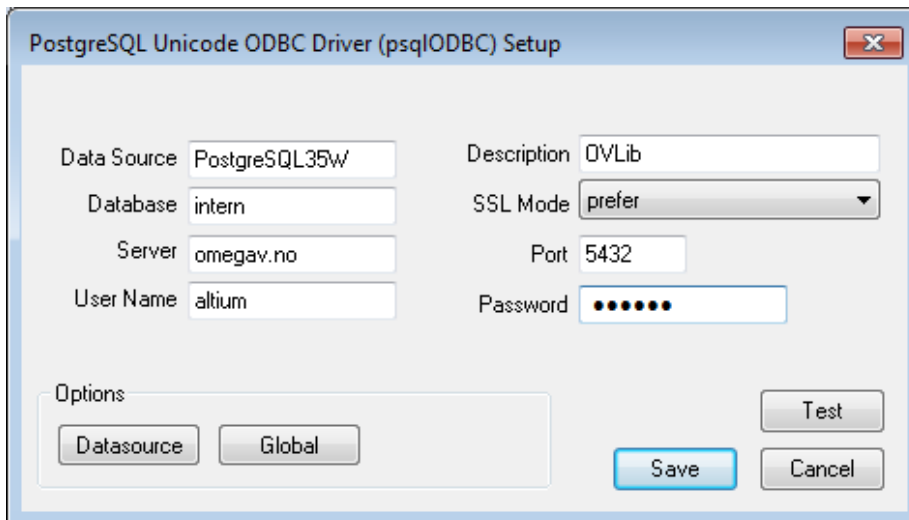 PostgreSQL Unicode ODBC Driver (psqlODBC) Setup
Data Source PostgreSQL35W Description OVLib
Database intern SSL Mode prefer
Server omegav.no Port 5432
User Name altium Password ●●●●●●
Options
Datasource Global
Test
Save Cancel